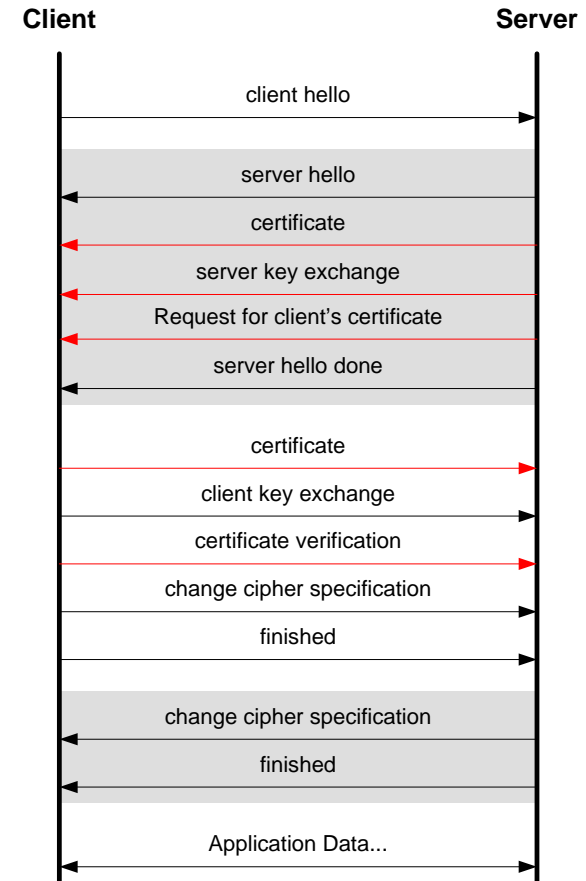 Client Server
client hello
server hello
certificate
server key exchange
Request for client's certificate
server hello done
certificate
client key exchange
certificate verification
change cipher specification
finished
change cipher specification
finished
Application Data...